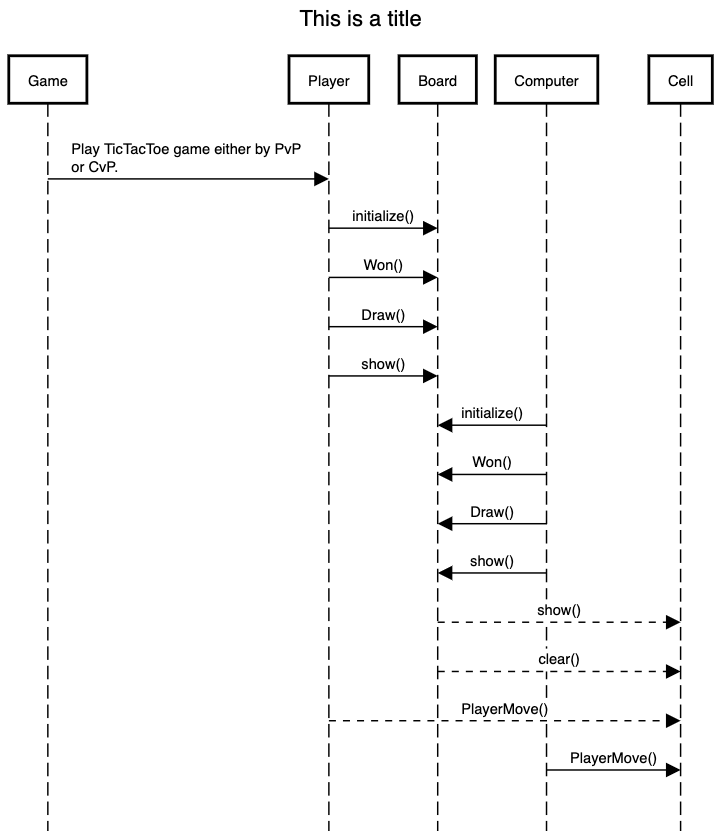 This is a title
Game
Player
Board
Computer
Cell
Play TicTacToe game either by PvP
or CvP.
initialize()
Won()
Draw()
show()
initialize()
Won()
Draw()
show()
show()
clear()
PlayerMove()
PlayerMove()